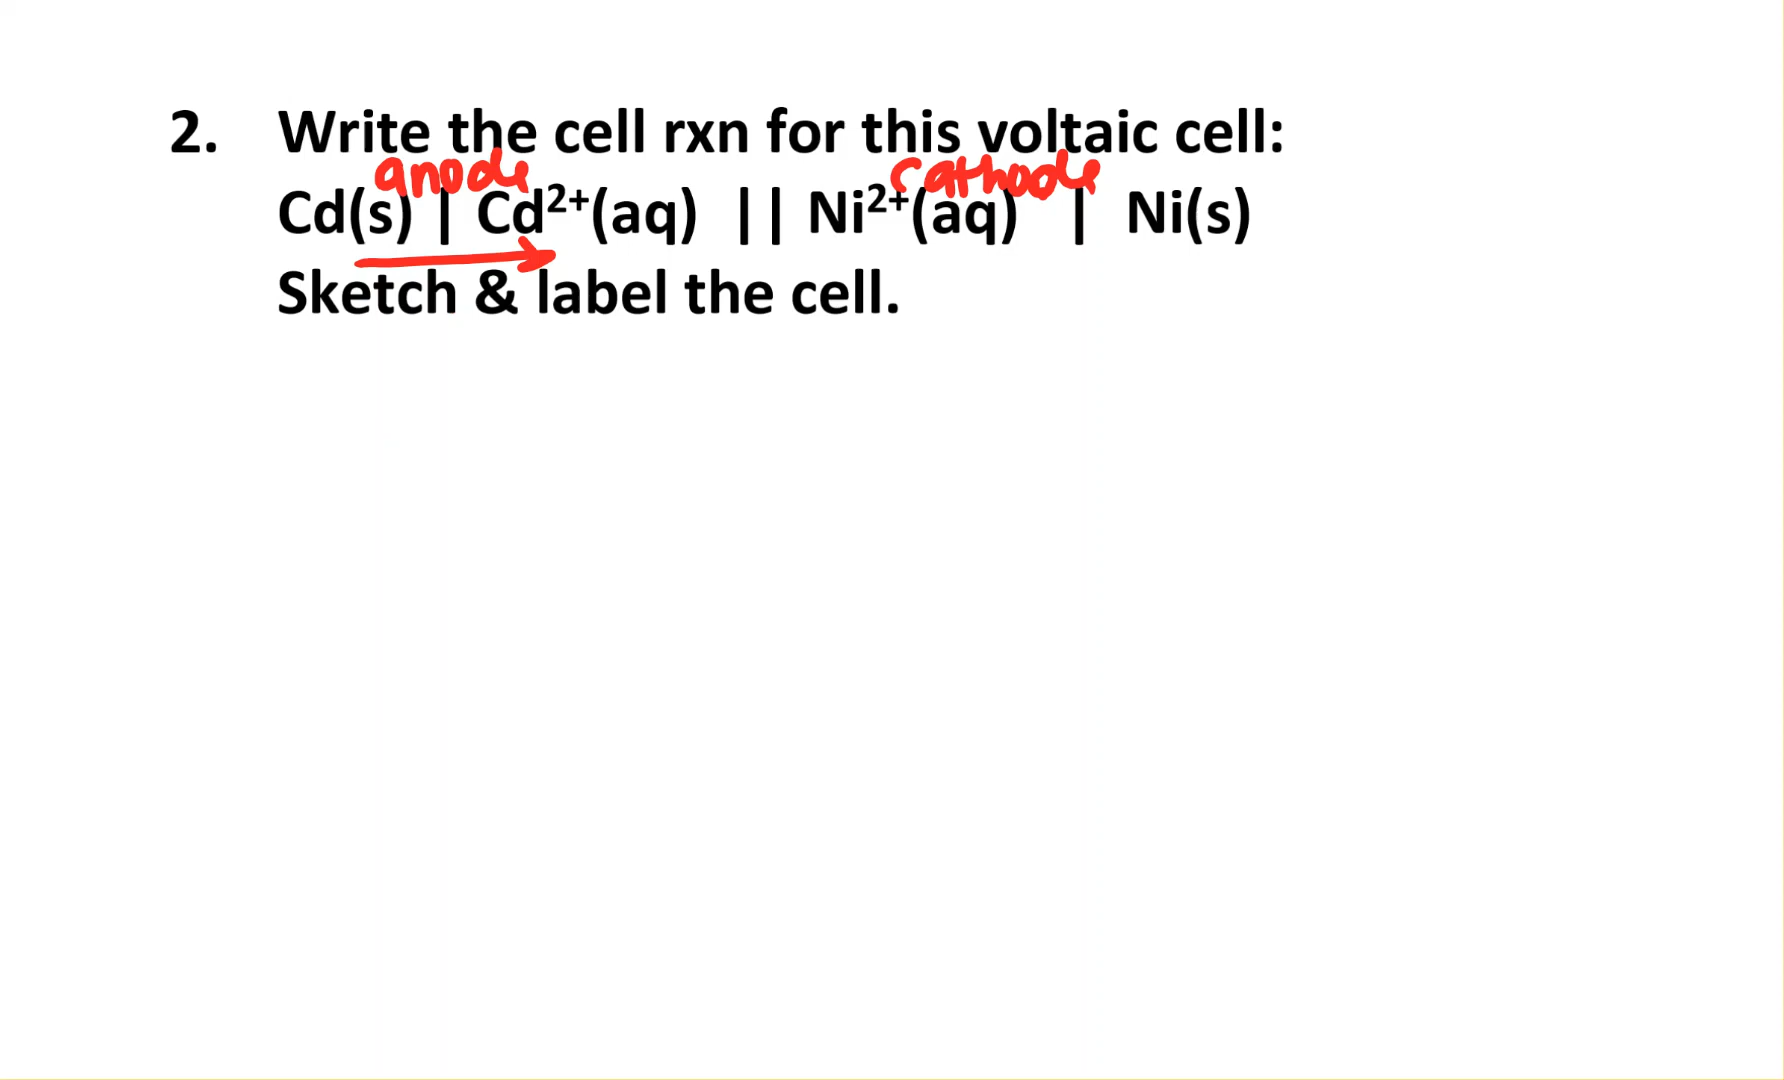 2. Write the cell rxn for this voltaic cell:
anode cathode
Cd(s) | Cd²⁺(aq) || Ni²⁺(aq) | Ni(s)
Sketch & label the cell.